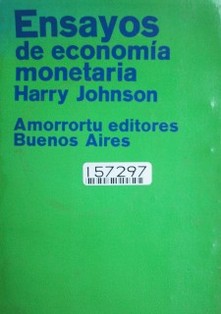 Ensayos
de economía
monetaria
Harry Johnson
Amorrortu editores
Buenos Aires
157297